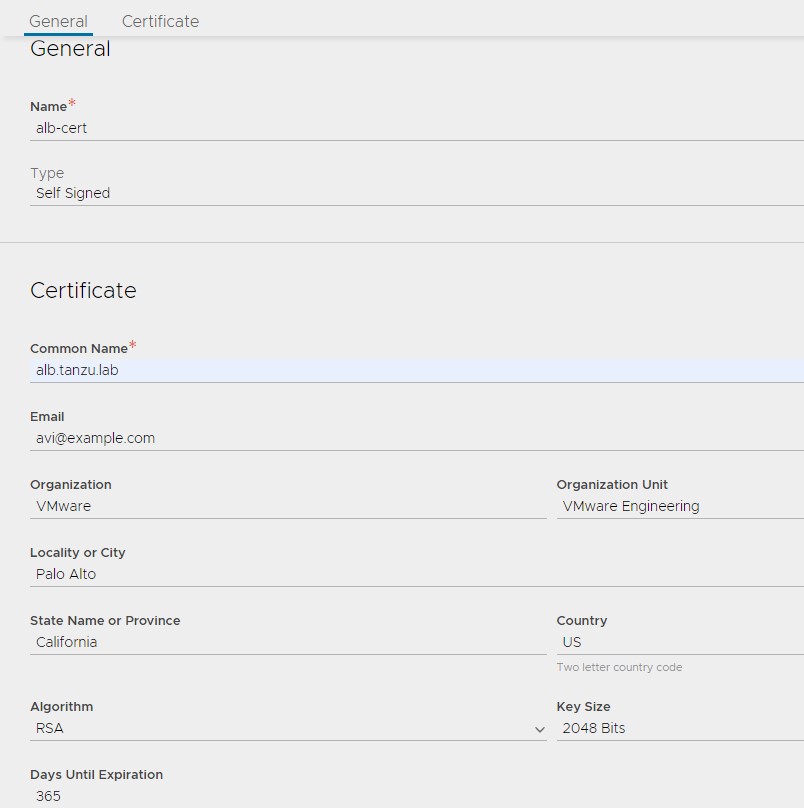 General Certificate
General
Name*
alb-cert
Type
Self Signed
Certificate
Common Name*
alb.tanzu.lab
Email
avi@example.com
Organization Organization Unit
VMware VMware Engineering
Locality or City
Palo Alto
State Name or Province Country
California US
Two letter country code
Algorithm Key Size
RSA 2048 Bits
Days Until Expiration
365